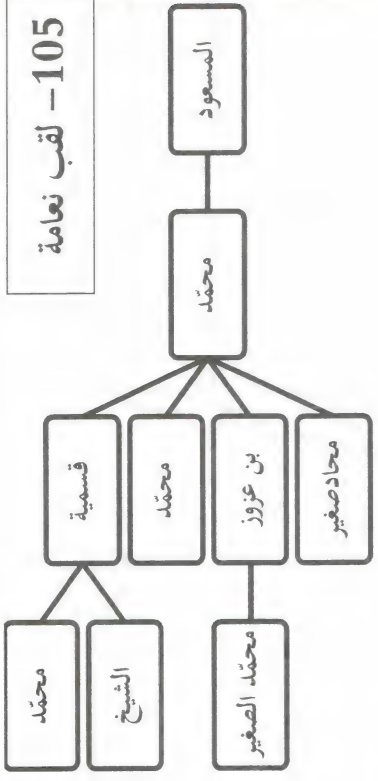 105- لقب نعامة
المسعود
محمّد
قسمية
محمّد
بن عزوز
محادصغير
محمّد
الشيخ
محمّد الصغير